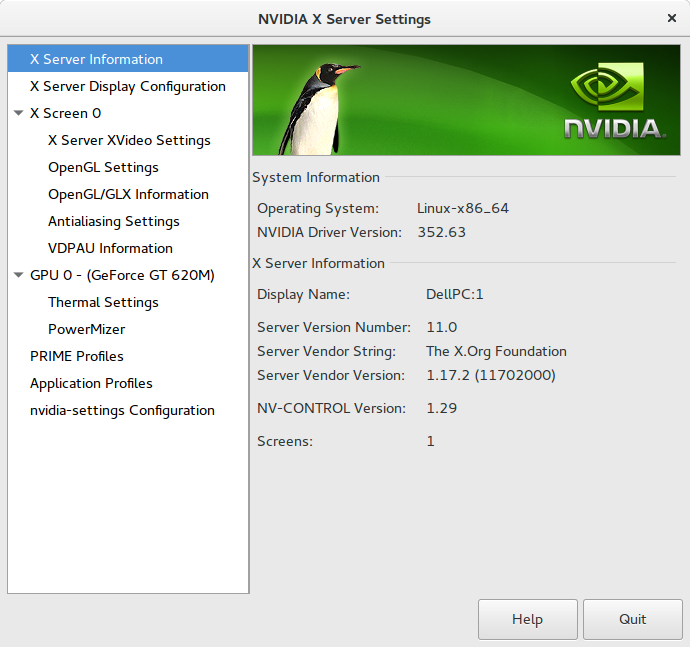 NVIDIA X Server Settings
X Server Information
X Server Display Configuration
X Screen 0
X Server XVideo Settings
OpenGL Settings
OpenGL/GLX Information
Antialiasing Settings
VDPAU Information
GPU 0 - (GeForce GT 620M)
Thermal Settings
PowerMizer
PRIME Profiles
Application Profiles
nvidia-settings Configuration
NVIDIA.
System Information
Operating System: Linux-x86_64
NVIDIA Driver Version: 352.63
X Server Information
Display Name: DellPC:1
Server Version Number: 11.0
Server Vendor String: The X.Org Foundation
Server Vendor Version: 1.17.2 (11702000)
NV-CONTROL Version: 1.29
Screens: 1
Help
Quit